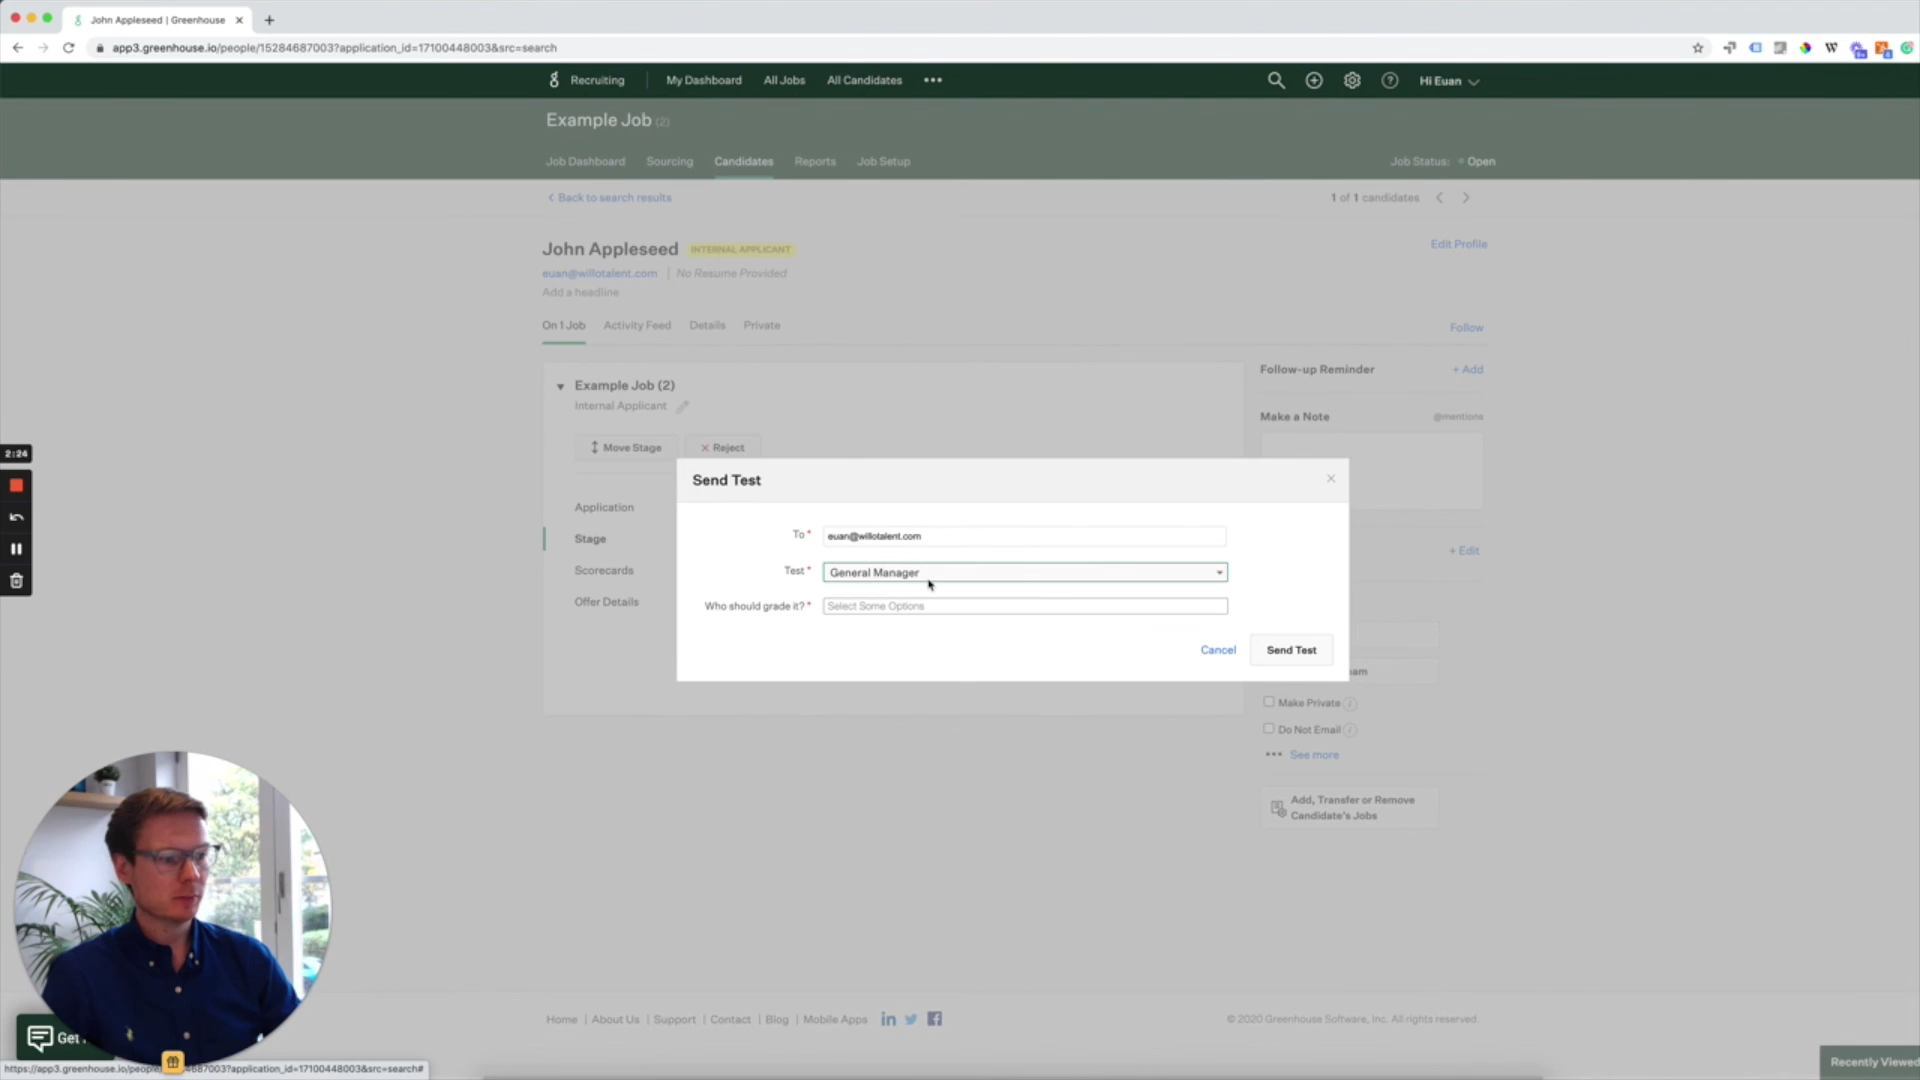 John Appleseed | Greenhouse
app3.greenhouse.io/people/15284687003?application_id=17100448003&src=search
Recruiting
My Dashboard
All Jobs
All Candidates
Hi Euan
Example Job (2)
Job Dashboard
Sourcing
Candidates
Reports
Job Setup
Job Status:
Open
Back to search results
1 of 1 candidates
John Appleseed
INTERNAL APPLICANT
Edit Profile
euan@willotalent.com | No Resume Provided
Add a headline
On 1 Job
Activity Feed
Details
Private
Follow
Follow-up Reminder
+ Add
Example Job (2)
Internal Applicant
Make a Note
@mentions
Move Stage
Reject
2:24
Send Test
Application
Stage
Scorecards
Offer Details
To *
euan@willotalent.com
Test *
General Manager
Who should grade it? *
Select Some Options
Cancel
Send Test
+ Edit
Make Private
Do Not Email
See more
Add, Transfer or Remove
Candidate's Jobs
Home | About Us | Support | Contact | Blog | Mobile Apps
© 2020 Greenhouse Software, Inc. All rights reserved.
Get
Recently Viewed